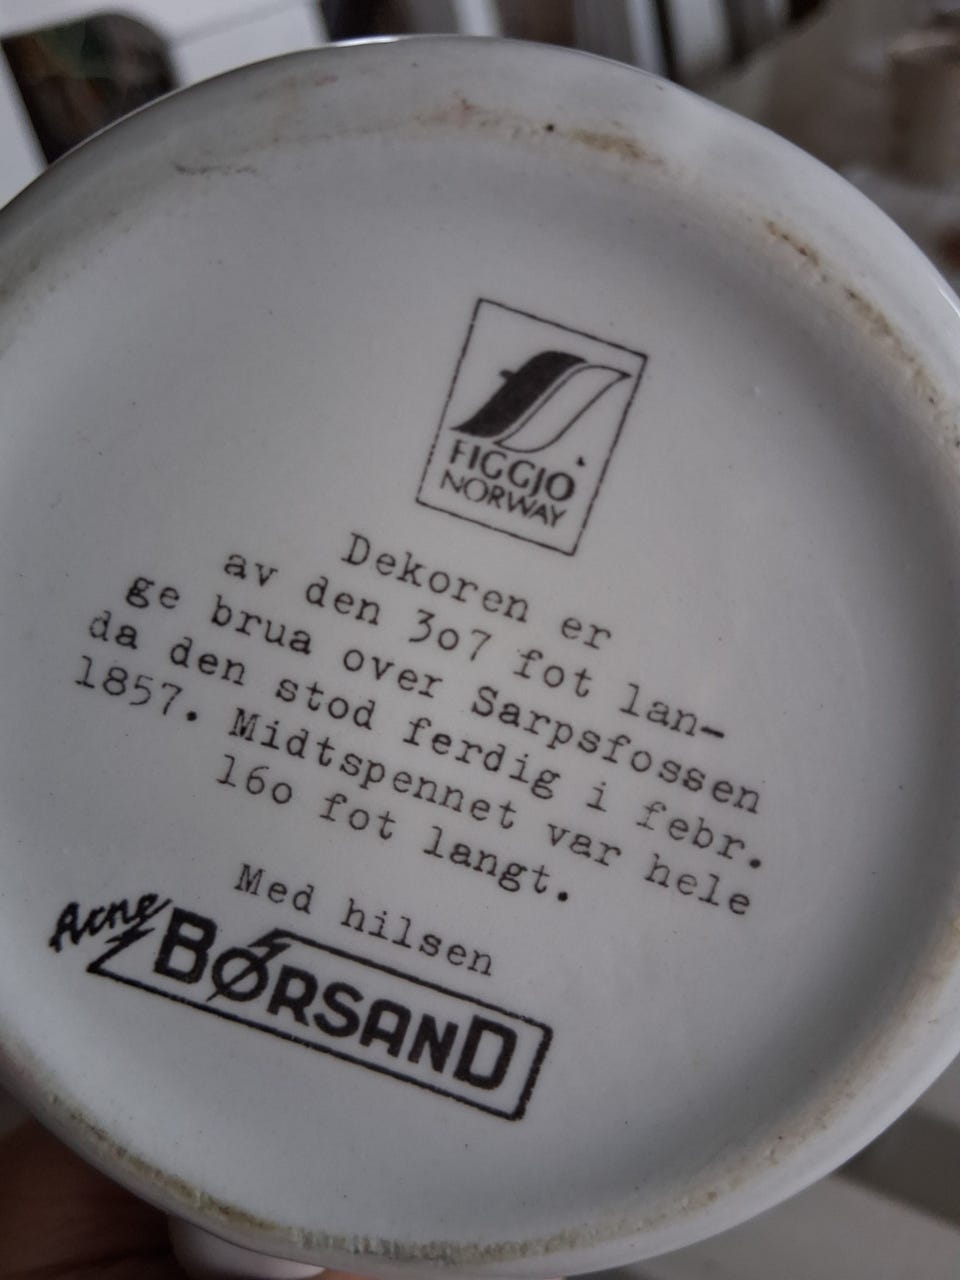 FIGGJO
NORWAY
Dekoren er
av den 307 fot lan-
ge brua over Sarpsfossen
da den stod ferdig i febr.
1857. Midtspennet var hele
160 fot langt.
Med hilsen
Arne
BØRSAND